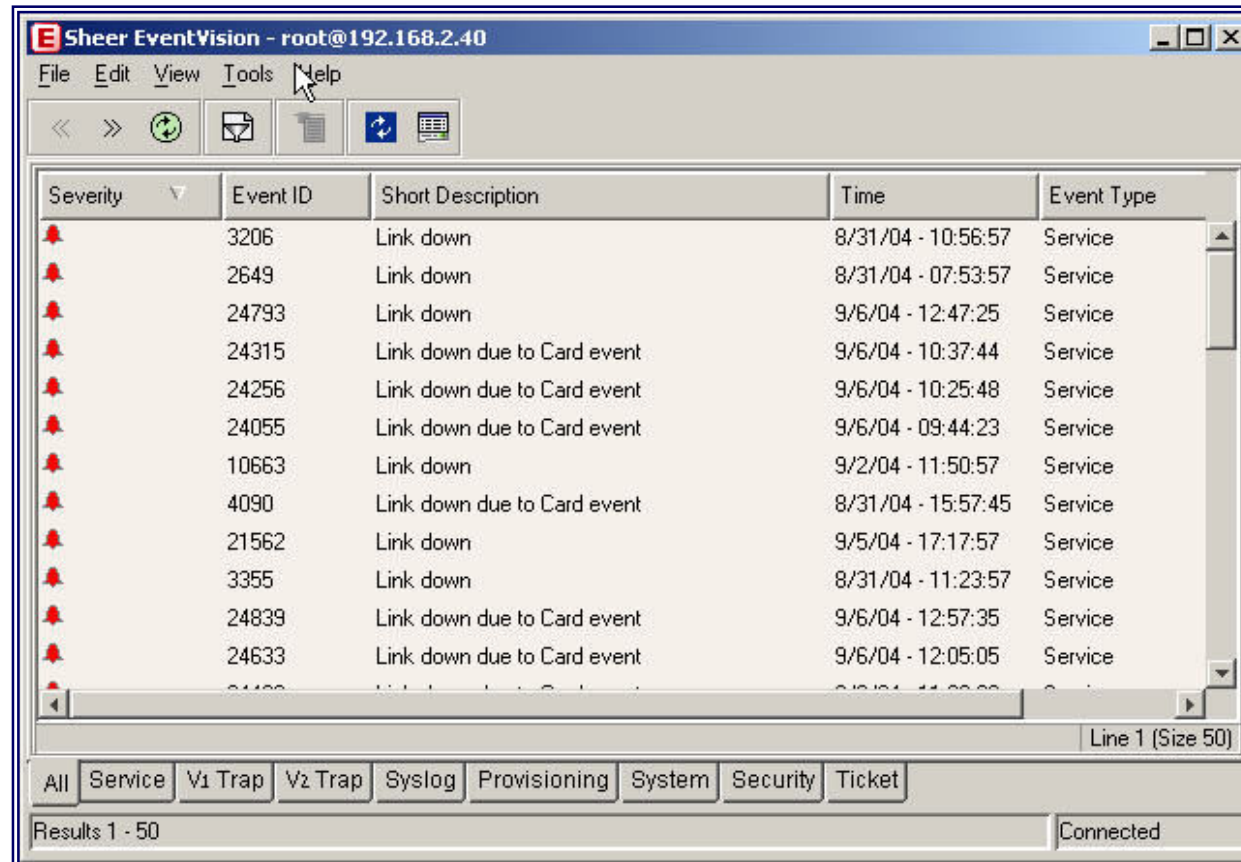 E Sheer EventVision - root@192.168.2.40
File Edit View Tools Help
Severity Event ID Short Description Time Event Type
3206 Link down 8/31/04 - 10:56:57 Service
2649 Link down 8/31/04 - 07:53:57 Service
24793 Link down 9/6/04 - 12:47:25 Service
24315 Link down due to Card event 9/6/04 - 10:37:44 Service
24256 Link down due to Card event 9/6/04 - 10:25:48 Service
24055 Link down due to Card event 9/6/04 - 09:44:23 Service
10663 Link down 9/2/04 - 11:50:57 Service
4090 Link down due to Card event 8/31/04 - 15:57:45 Service
21562 Link down 9/5/04 - 17:17:57 Service
3355 Link down 8/31/04 - 11:23:57 Service
24839 Link down due to Card event 9/6/04 - 12:57:35 Service
24633 Link down due to Card event 9/6/04 - 12:05:05 Service
Line 1 (Size 50)
All Service V1 Trap V2 Trap Syslog Provisioning System Security Ticket
Results 1 - 50 Connected